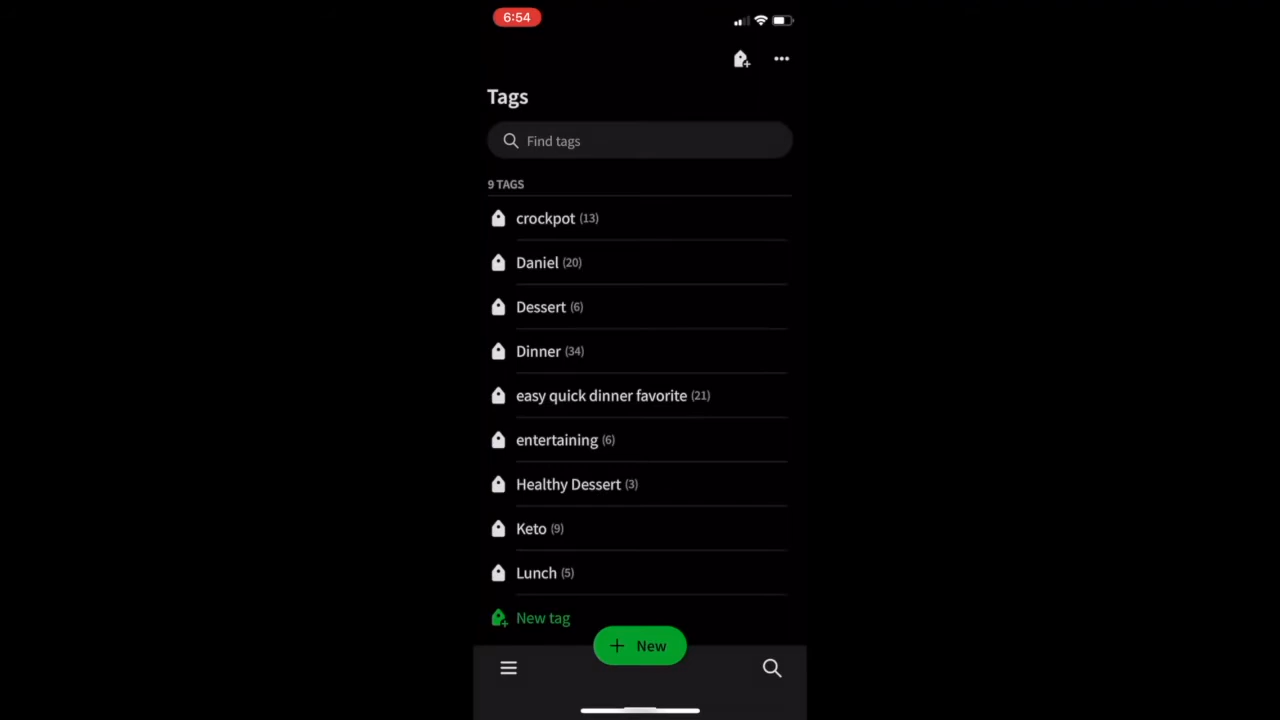 6:54
Tags
Find tags
9 TAGS
crockpot (13)
Daniel (20)
Dessert (6)
Dinner (34)
easy quick dinner favorite (21)
entertaining (6)
Healthy Dessert (3)
Keto (9)
Lunch (5)
New tag
New